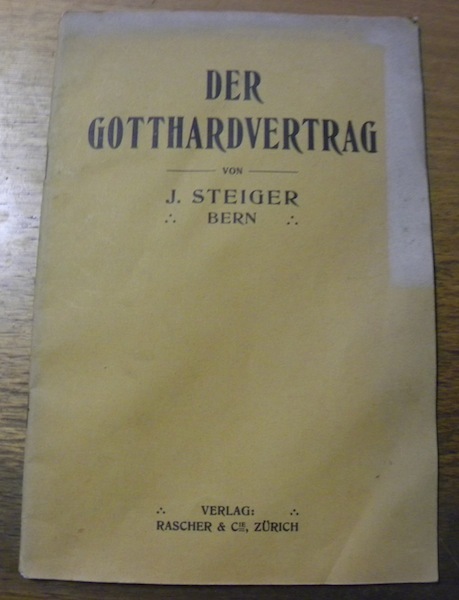 DER
GOTTHARDVERTRAG
VON
J. STEIGER
∴ BERN ∴
∴ VERLAG: ∴
RASCHER & CIE, ZÜRICH